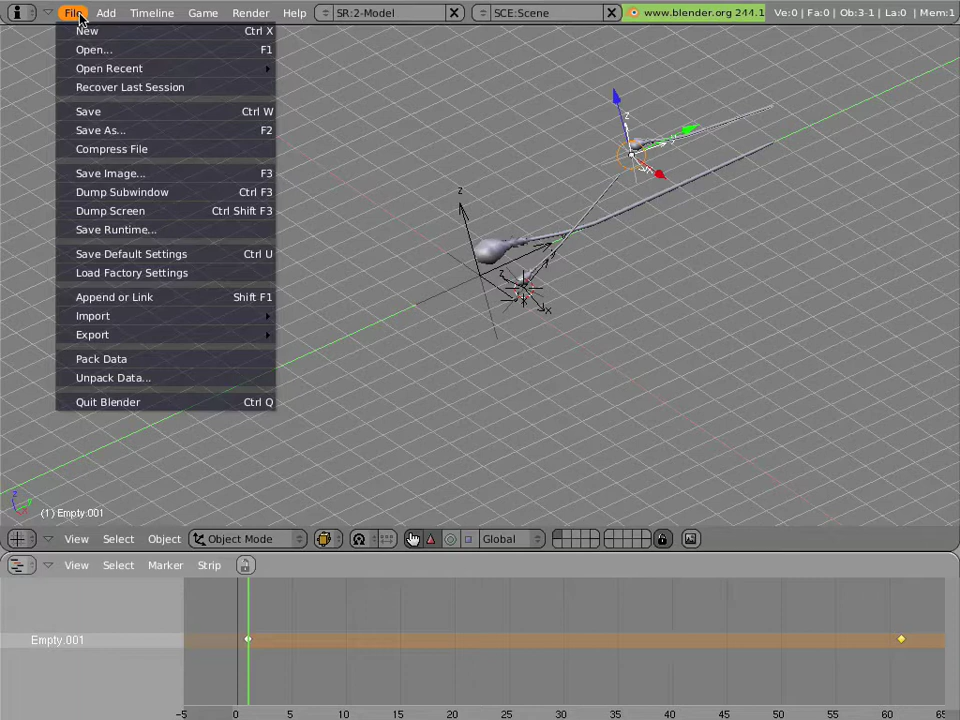 File Add Timeline Game Render Help SR:2-Model SCE:Scene www.blender.org 244.1 Ve:0 | Fa:0 | Ob:3-1 | La:0 | Mem:1
New Ctrl X
Open... F1
Open Recent
Recover Last Session
Save Ctrl W
Save As... F2
Compress File
Save Image... F3
Dump Subwindow Ctrl F3
Dump Screen Ctrl Shift F3
Save Runtime...
Save Default Settings Ctrl U
Load Factory Settings
Append or Link Shift F1
Import
Export
Pack Data
Unpack Data...
Quit Blender Ctrl Q
z
z
z
x
z
(1) Empty.001
View Select Object Object Mode Global
View Select Marker Strip
Empty.001
-5 0 5 10 15 20 25 30 35 40 45 50 55 60 65